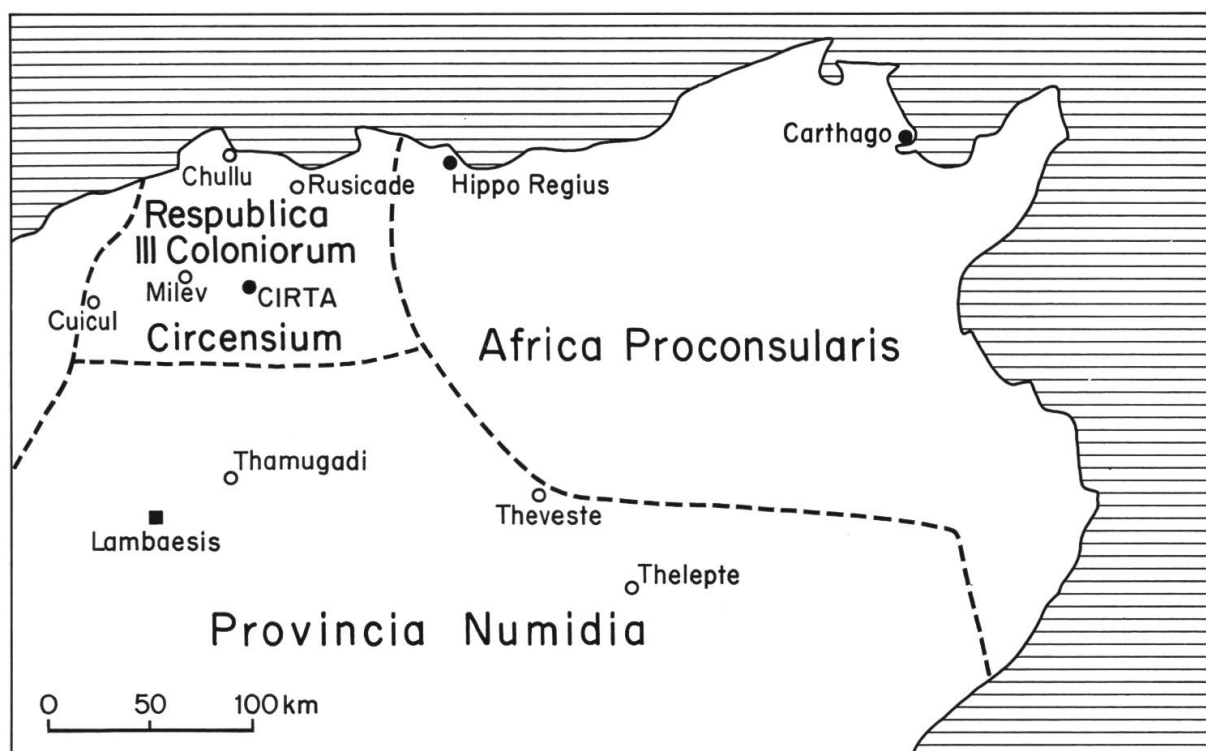 Carthago
Chullu
Rusicade
Hippo Regius
Respublica
III Coloniorum
Milev
CIRTA
Cuicul
Circensium
Africa Proconsularis
Thamugadi
Theveste
Lambaesis
Thelepte
Provincia Numidia
0 50 100 km